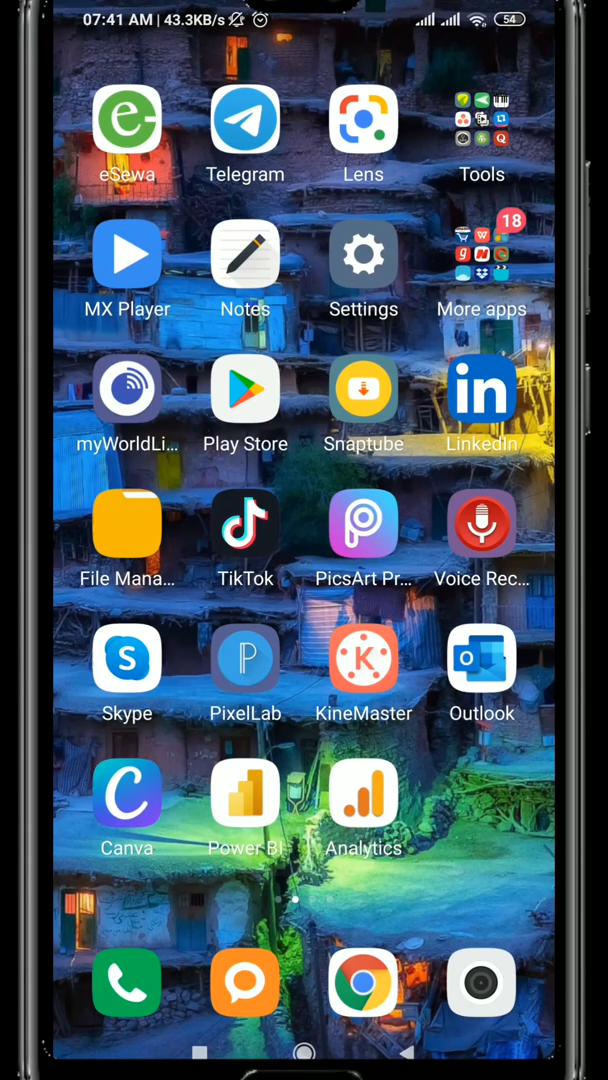 07:41 AM | 43.3KB/s 54
eSewa Telegram Lens Tools
18
MX Player Notes Settings More apps
in
myWorldLi... Play Store Snaptube LinkedIn
File Mana... TikTok PicsArt Pr... Voice Rec...
S P K O
Skype PixelLab KineMaster Outlook
C
Canva Power BI Analytics